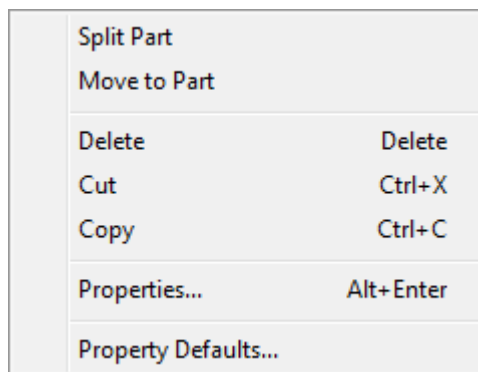 Split Part
Move to Part
Delete Delete
Cut Ctrl+X
Copy Ctrl+C
Properties... Alt+Enter
Property Defaults...